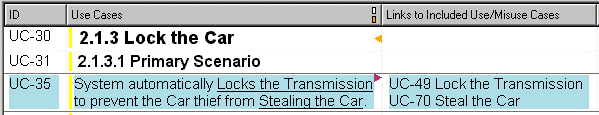 ID Use Cases Links to Included Use/Misuse Cases
UC-30 2.1.3 Lock the Car
UC-31 2.1.3.1 Primary Scenario
UC-35 System automatically Locks the Transmission UC-49 Lock the Transmission
to prevent the Car thief from Stealing the Car. UC-70 Steal the Car